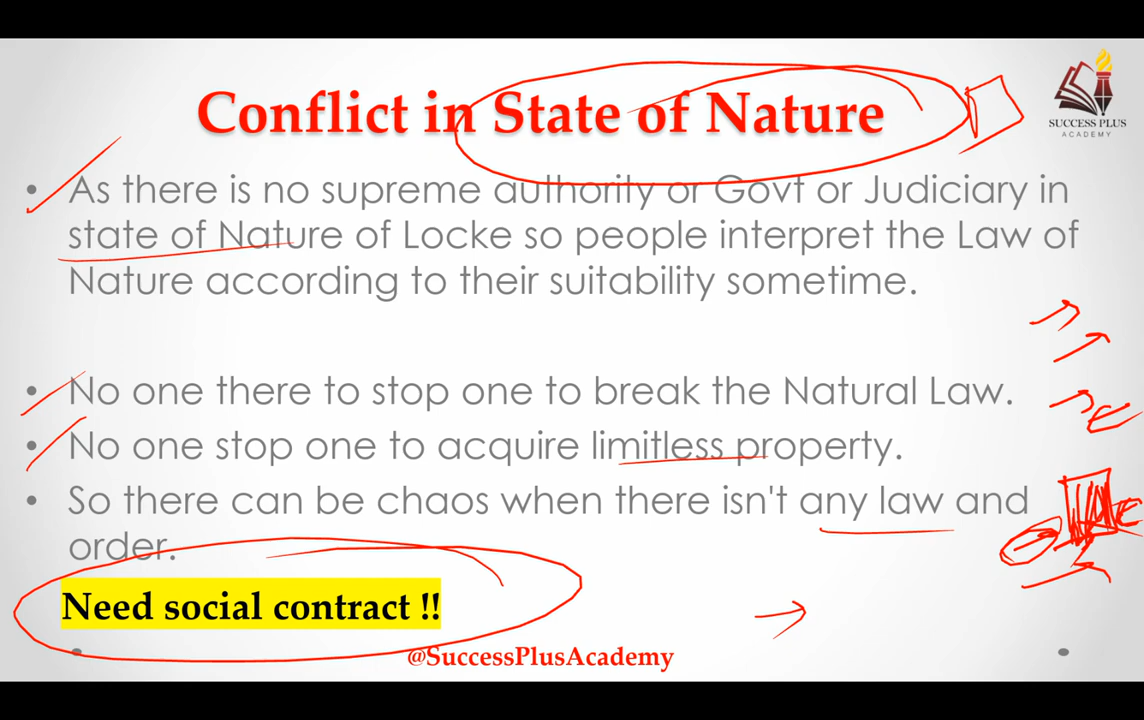 Conflict in State of Nature
SUCCESS PLUS
ACADEMY
• As there is no supreme authority or Govt or Judiciary in
state of Nature of Locke so people interpret the Law of
Nature according to their suitability sometime.
• No one there to stop one to break the Natural Law.
• No one stop one to acquire limitless property.
• So there can be chaos when there isn't any law and
order.
Need social contract !!
@SuccessPlusAcademy